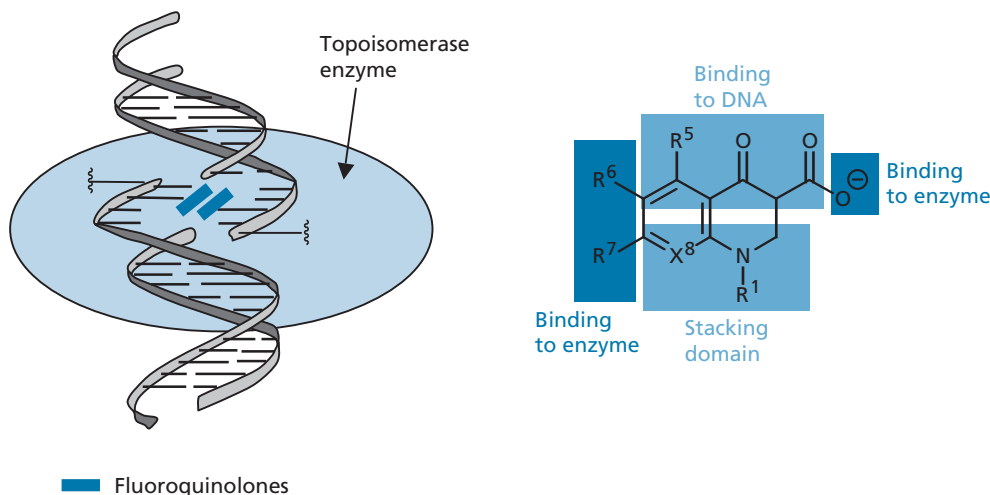 Topoisomerase
enzyme
Fluoroquinolones
Binding
to DNA
R⁵
O
O
R⁶
O
⊖
Binding
to enzyme
R⁷
X⁸
N
R¹
Binding
to enzyme
Stacking
domain